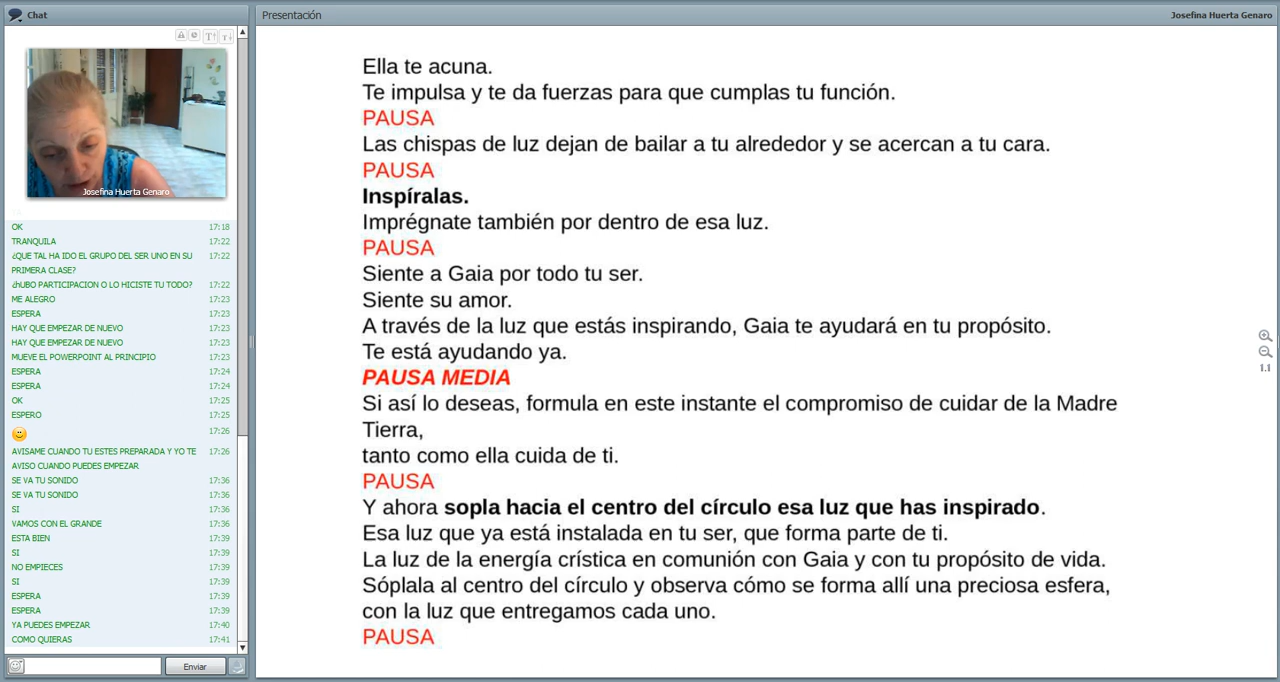 Chat
T↑ T↓
Josefina Huerta Genaro
OK 17:18
TRANQUILA 17:22
¿QUE TAL HA IDO EL GRUPO DEL SER UNO EN SU 17:22
PRIMERA CLASE?
¿hUBO PARTICIPACION O LO HICISTE TU TODO? 17:22
ME ALEGRO 17:23
ESPERA 17:23
HAY QUE EMPEZAR DE NUEVO 17:23
HAY QUE EMPEZAR DE NUEVO 17:23
MUEVE EL POWERPOINT AL PRINCIPIO 17:23
ESPERA 17:24
ESPERA 17:24
OK 17:25
ESPERO 17:25
17:26
AVISAME CUANDO TU ESTES PREPARADA Y YO TE 17:26
AVISO CUANDO PUEDES EMPEZAR
SE VA TU SONIDO 17:36
SE VA TU SONIDO 17:36
SI 17:36
VAMOS CON EL GRANDE 17:36
ESTA BIEN 17:39
SI 17:39
NO EMPIECES 17:39
SI 17:39
ESPERA 17:39
ESPERA 17:39
YA PUEDES EMPEZAR 17:40
COMO QUIERAS 17:41
Enviar
Presentación
Josefina Huerta Genaro
Ella te acuna.
Te impulsa y te da fuerzas para que cumplas tu función.
PAUSA
Las chispas de luz dejan de bailar a tu alrededor y se acercan a tu cara.
PAUSA
Inspíralas.
Imprégnate también por dentro de esa luz.
PAUSA
Siente a Gaia por todo tu ser.
Siente su amor.
A través de la luz que estás inspirando, Gaia te ayudará en tu propósito.
Te está ayudando ya.
PAUSA MEDIA
Si así lo deseas, formula en este instante el compromiso de cuidar de la Madre
Tierra,
tanto como ella cuida de ti.
PAUSA
Y ahora sopla hacia el centro del círculo esa luz que has inspirado.
Esa luz que ya está instalada en tu ser, que forma parte de ti.
La luz de la energía crística en comunión con Gaia y con tu propósito de vida.
Sóplala al centro del círculo y observa cómo se forma allí una preciosa esfera,
con la luz que entregamos cada uno.
PAUSA
1.1